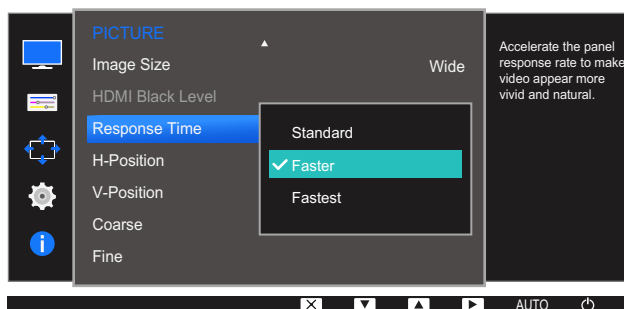 PICTURE
Image Size
Wide
HDMI Black Level
Response Time
H-Position
V-Position
Coarse
Fine
Standard
Faster
Fastest
Accelerate the panel
response rate to make
video appear more
vivid and natural.
AUTO